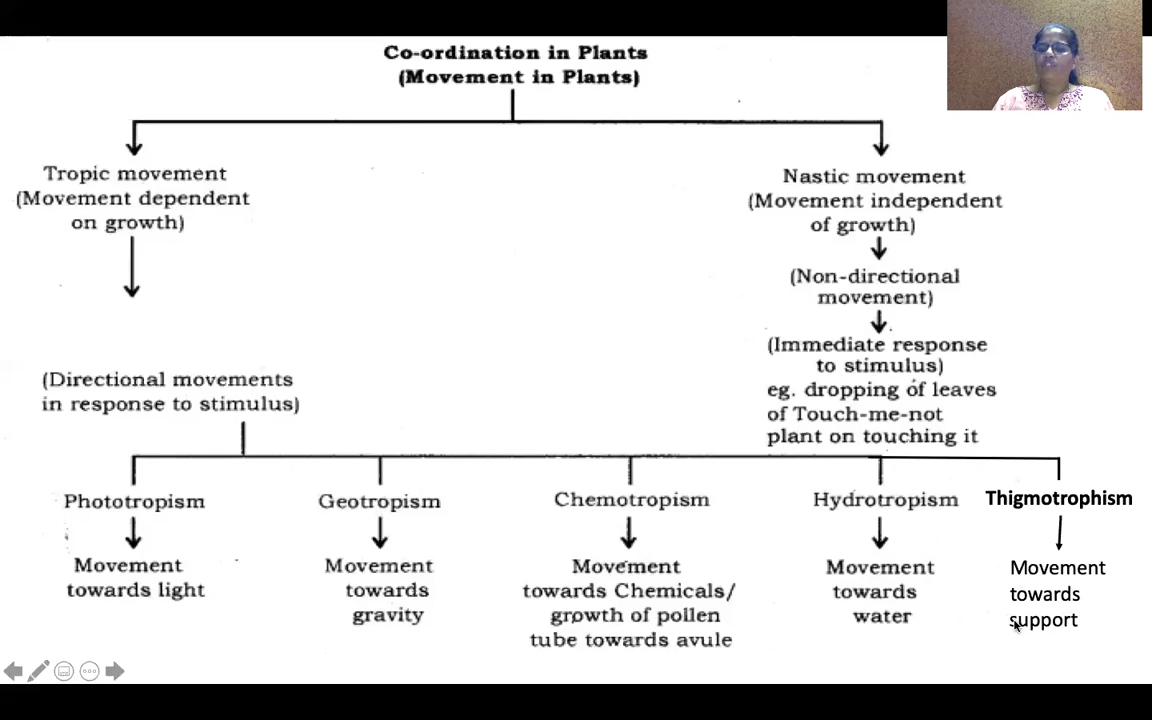 Co-ordination in Plants
(Movement in Plants)
Tropic movement
(Movement dependent
on growth)
Nastic movement
(Movement independent
of growth)
(Non-directional
movement)
(Immediate response
to stimulus)
eg. dropping of leaves
of Touch-me-not
plant on touching it
(Directional movements
in response to stimulus)
Phototropism
Movement
towards light
Geotropism
Movement
towards
gravity
Chemotropism
Movement
towards Chemicals/
growth of pollen
tube towards avule
Hydrotropism
Movement
towards
water
Thigmotrophism
Movement
towards
support